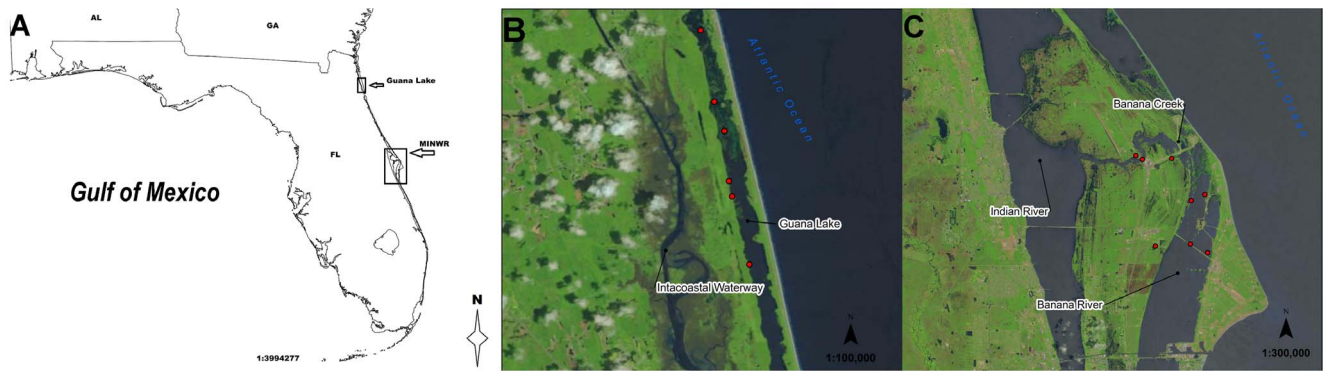 A
AL
GA
Guana Lake
MINWR
FL
Gulf of Mexico
N
1:3994277
B
Atlantic Ocean
Guana Lake
Intacoastal Waterway
N
1:100,000
C
Atlantic Ocean
Banana Creek
Indian River
Banana River
N
1:300,000